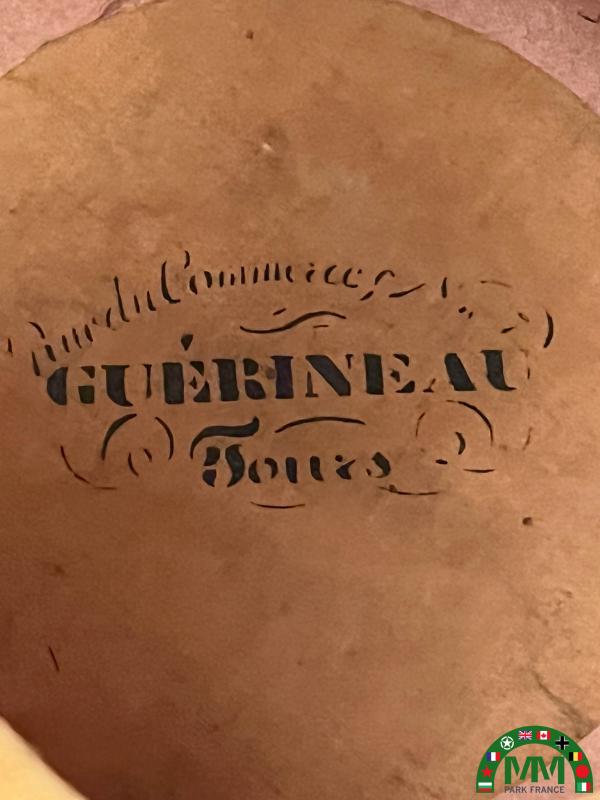 Rue du Commerce,
GUÉRINEAU
Tours
MM
PARK FRANCE